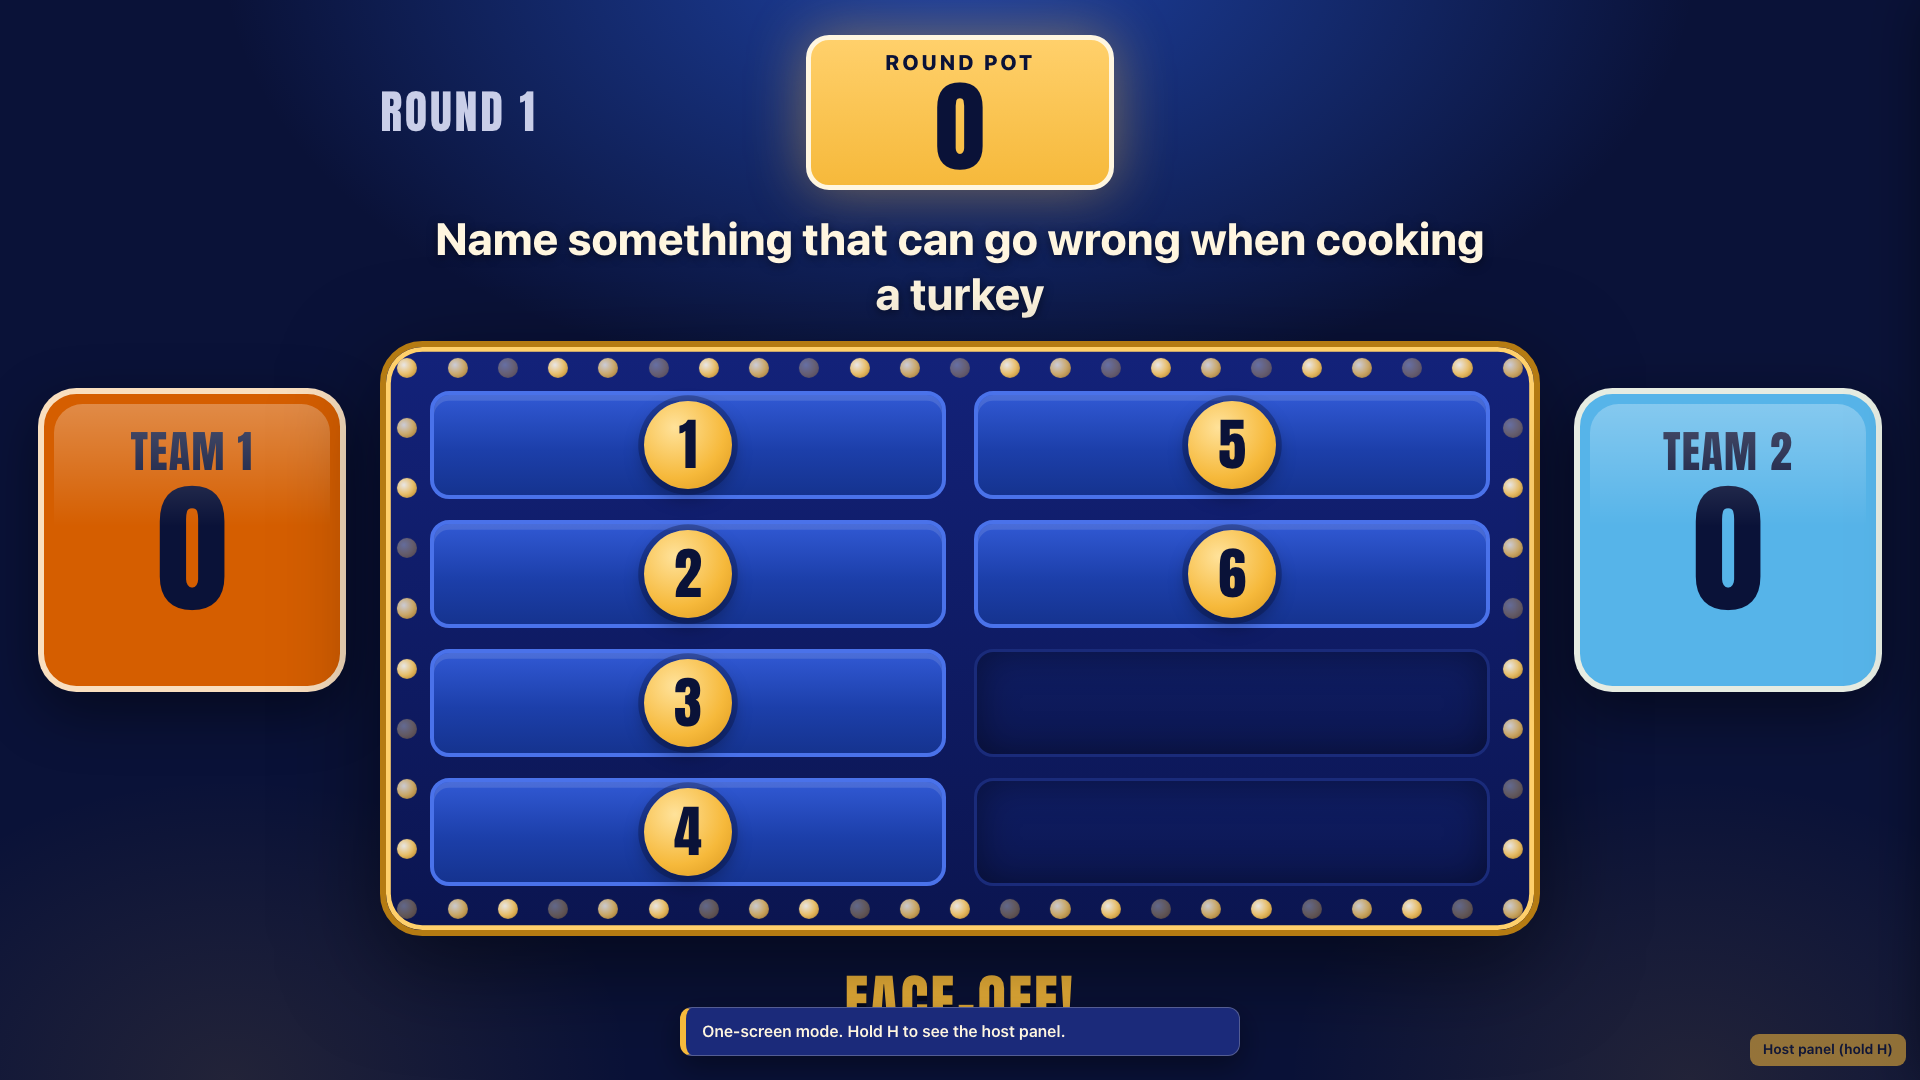 ROUND POT
0
ROUND 1
Name something that can go wrong when cooking
a turkey
TEAM 1
0
1
2
3
4
5
6
TEAM 2
0
FACE-OFF!
One-screen mode. Hold H to see the host panel.
Host panel (hold H)